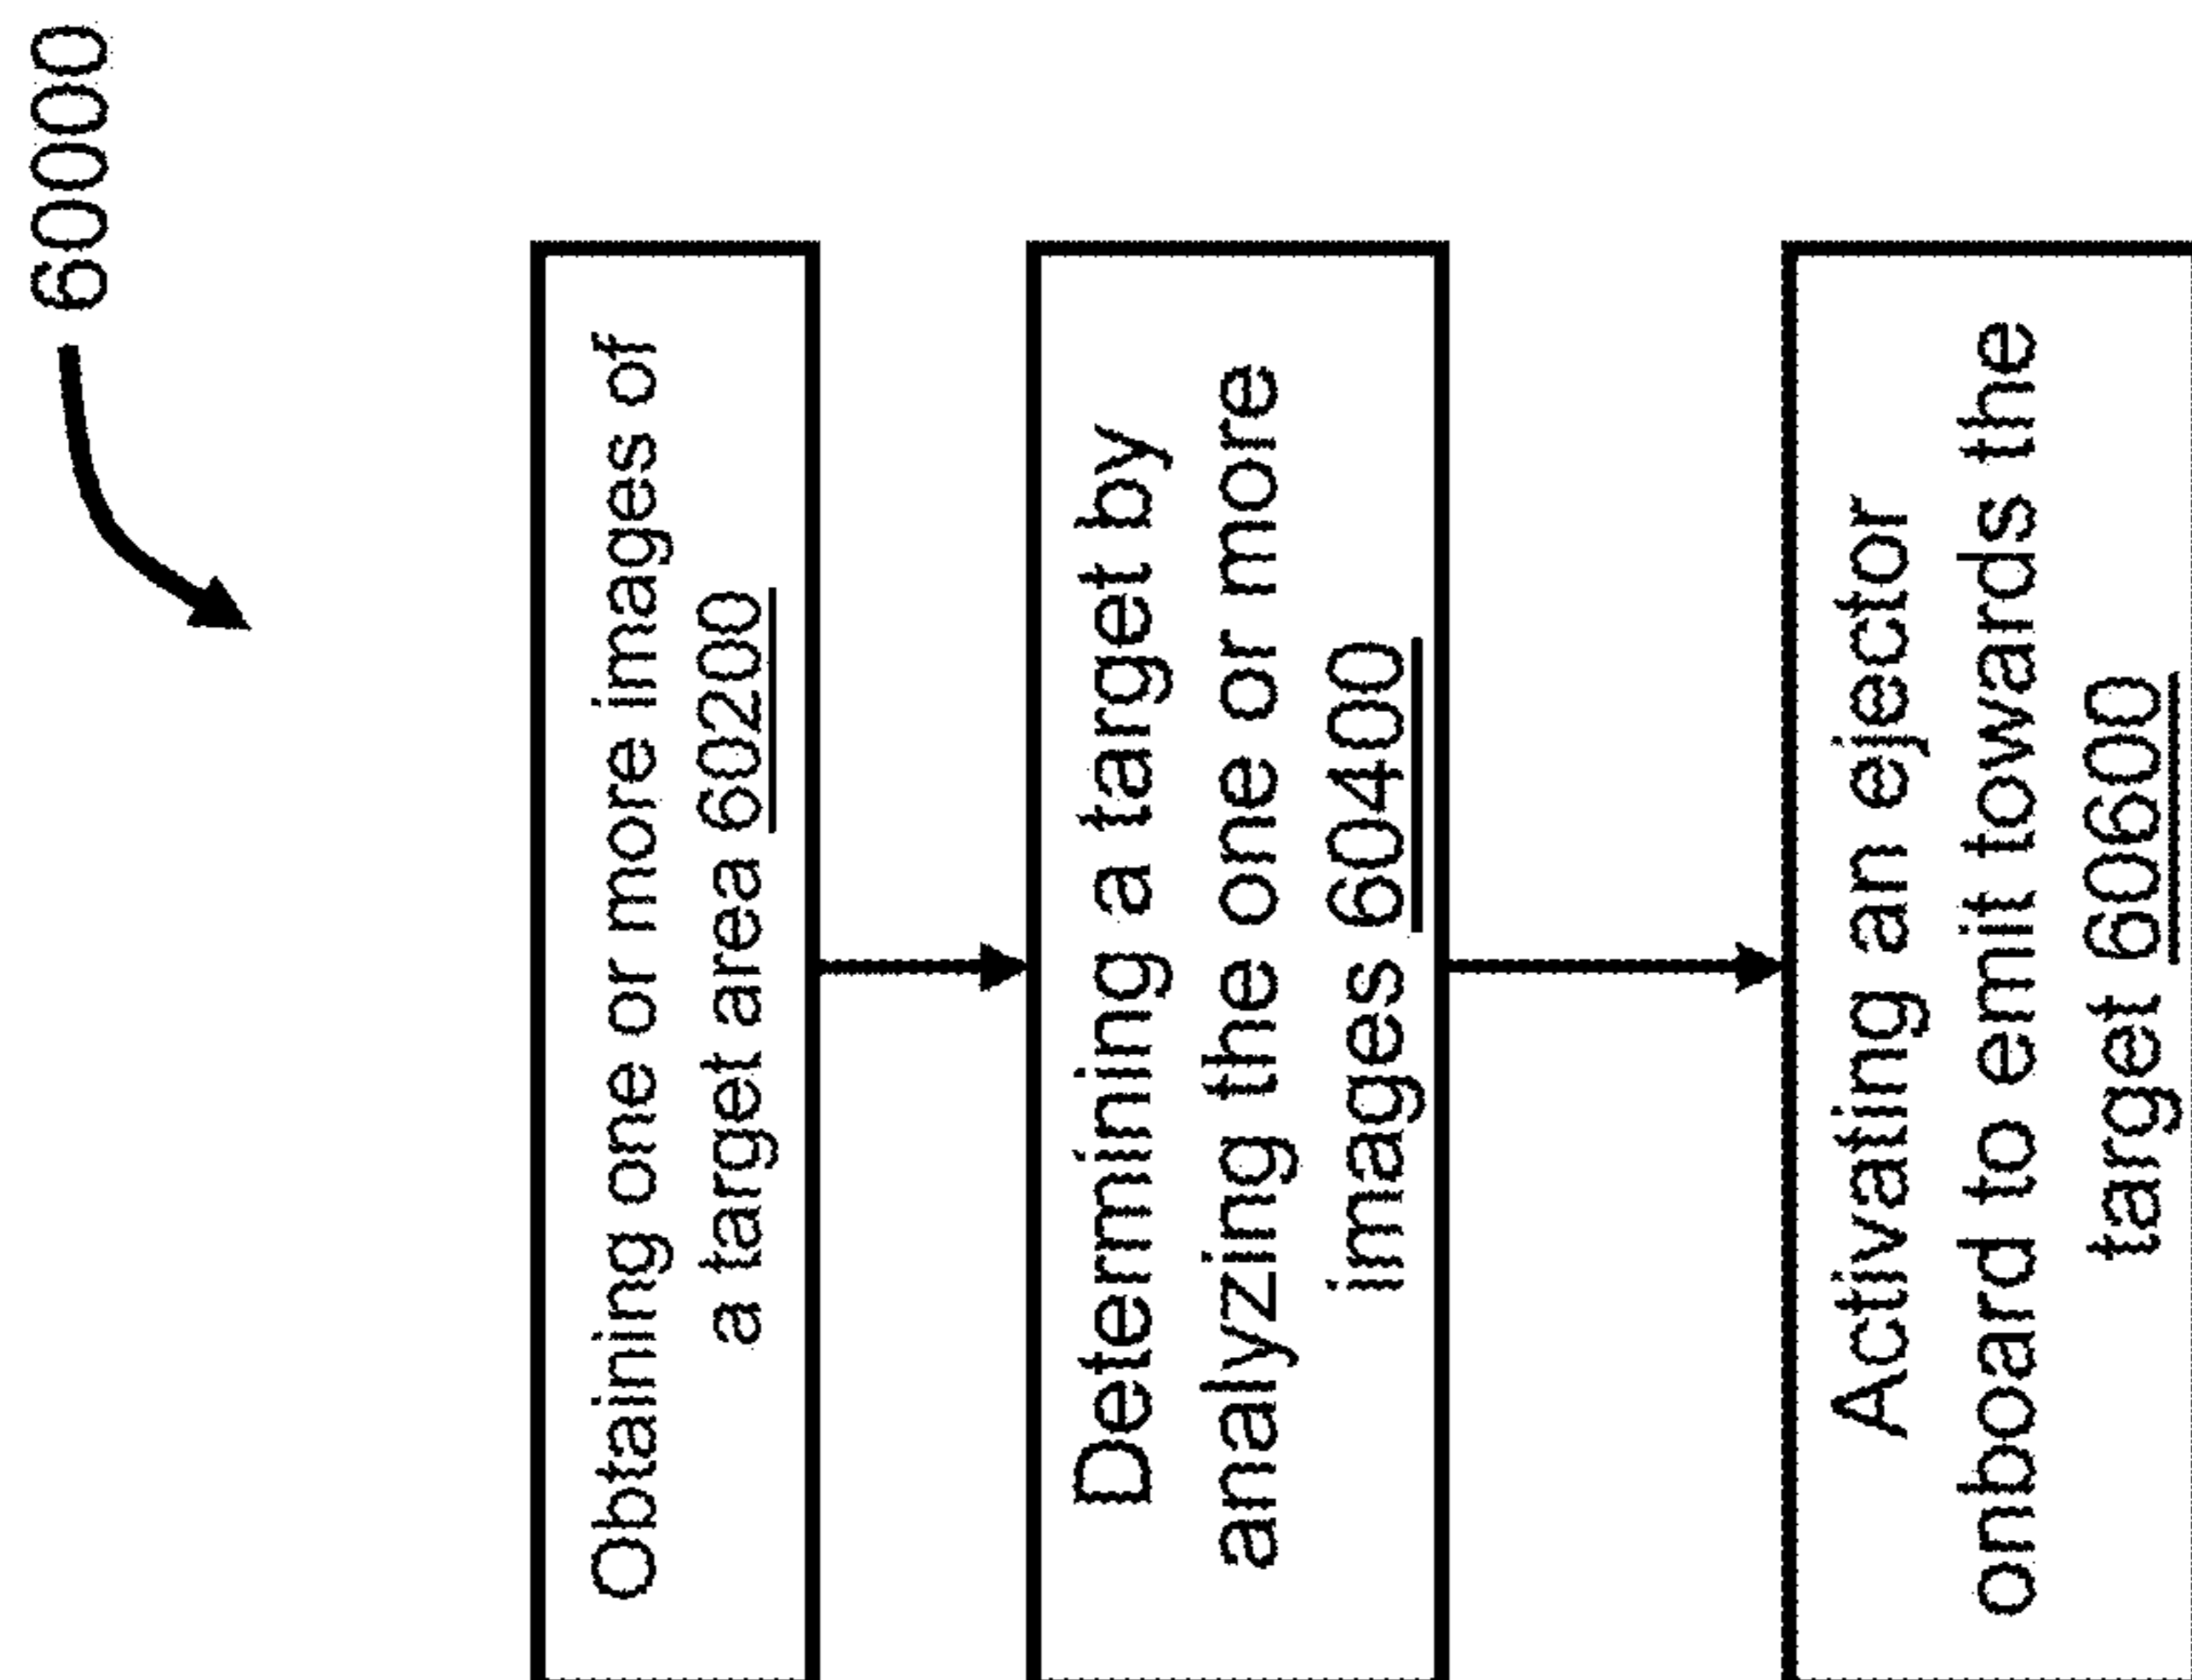 60000
Obtaining one or more images of
a target area 60200
Determining a target by
analyzing the one or more
images 60400
Activating an ejector
onboard to emit towards the
target 60600